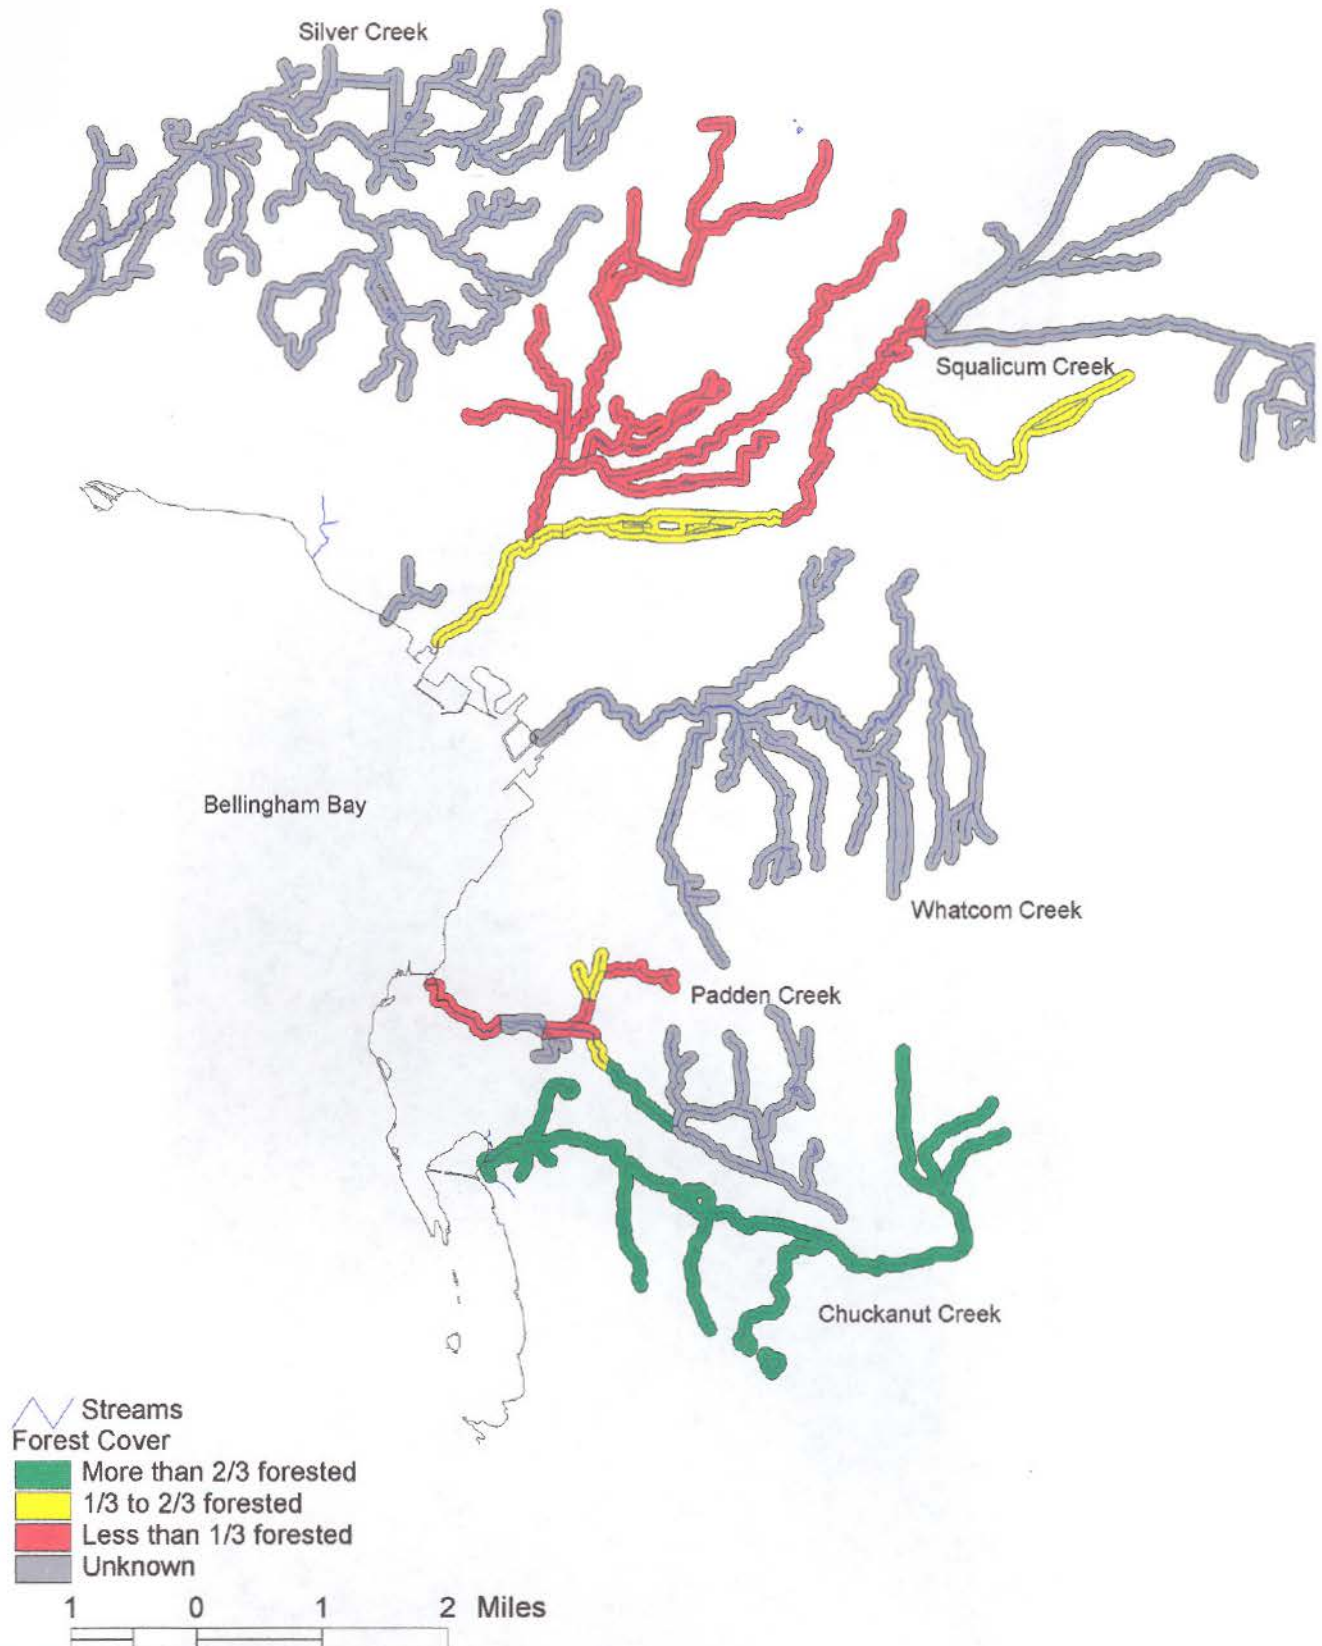 Silver Creek
Squalicum Creek
Bellingham Bay
Whatcom Creek
Padden Creek
Chuckanut Creek
Streams
Forest Cover
More than 2/3 forested
1/3 to 2/3 forested
Less than 1/3 forested
Unknown
1 0 1 2 Miles